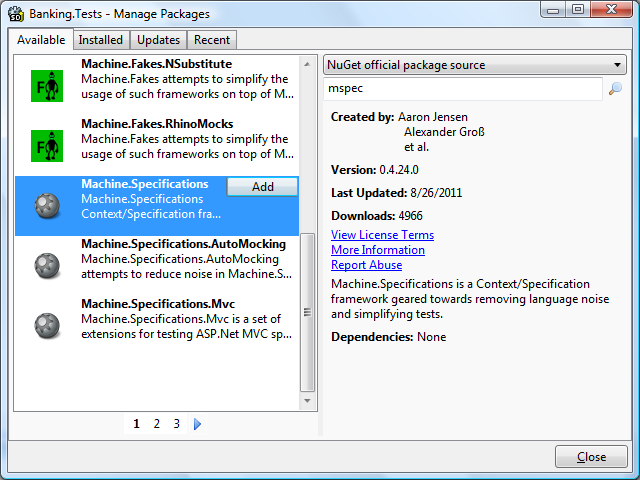 Banking.Tests - Manage Packages
Available Installed Updates Recent
Machine.Fakes.NSubstitute
Machine.Fakes attempts to simplify the
usage of such frameworks on top of M...
Machine.Fakes.RhinoMocks
Machine.Fakes attempts to simplify the
usage of such frameworks on top of M...
Machine.Specifications
Add
Machine.Specifications
Context/Specification fra...
Machine.Specifications.AutoMocking
Machine.Specifications.AutoMocking
attempts to reduce noise in Machine.S...
Machine.Specifications.Mvc
Machine.Specifications.Mvc is a set of
extensions for testing ASP.Net MVC sp...
1 2 3
NuGet official package source
mspec
Created by: Aaron Jensen
Alexander Groß
et al.
Version: 0.4.24.0
Last Updated: 8/26/2011
Downloads: 4966
View License Terms
More Information
Report Abuse
Machine.Specifications is a Context/Specification
framework geared towards removing language noise
and simplifying tests.
Dependencies: None
Close